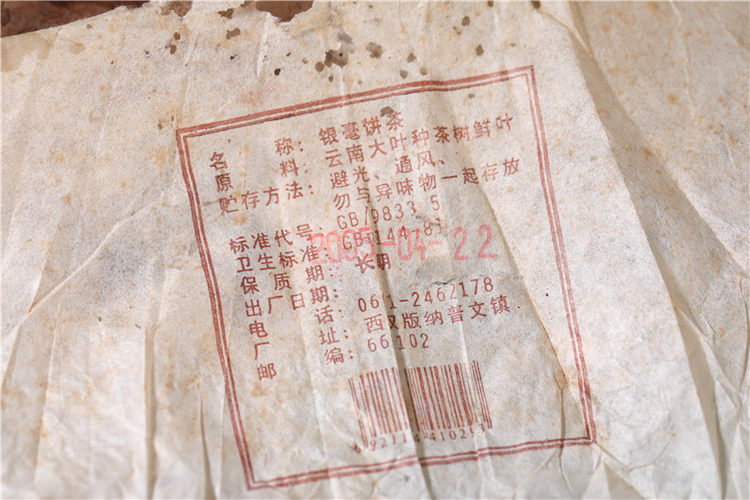 名 称：银毫饼茶
原 料：云南大叶种茶树鲜叶
贮存方法：避光、通风、
勿与异味物一起存放
标准代号：GB/9833.5
卫生标准：GB
保质期：长期
出厂日期：2005-04-22
电话：2462178
厂址：西双版纳普文镇
邮编：